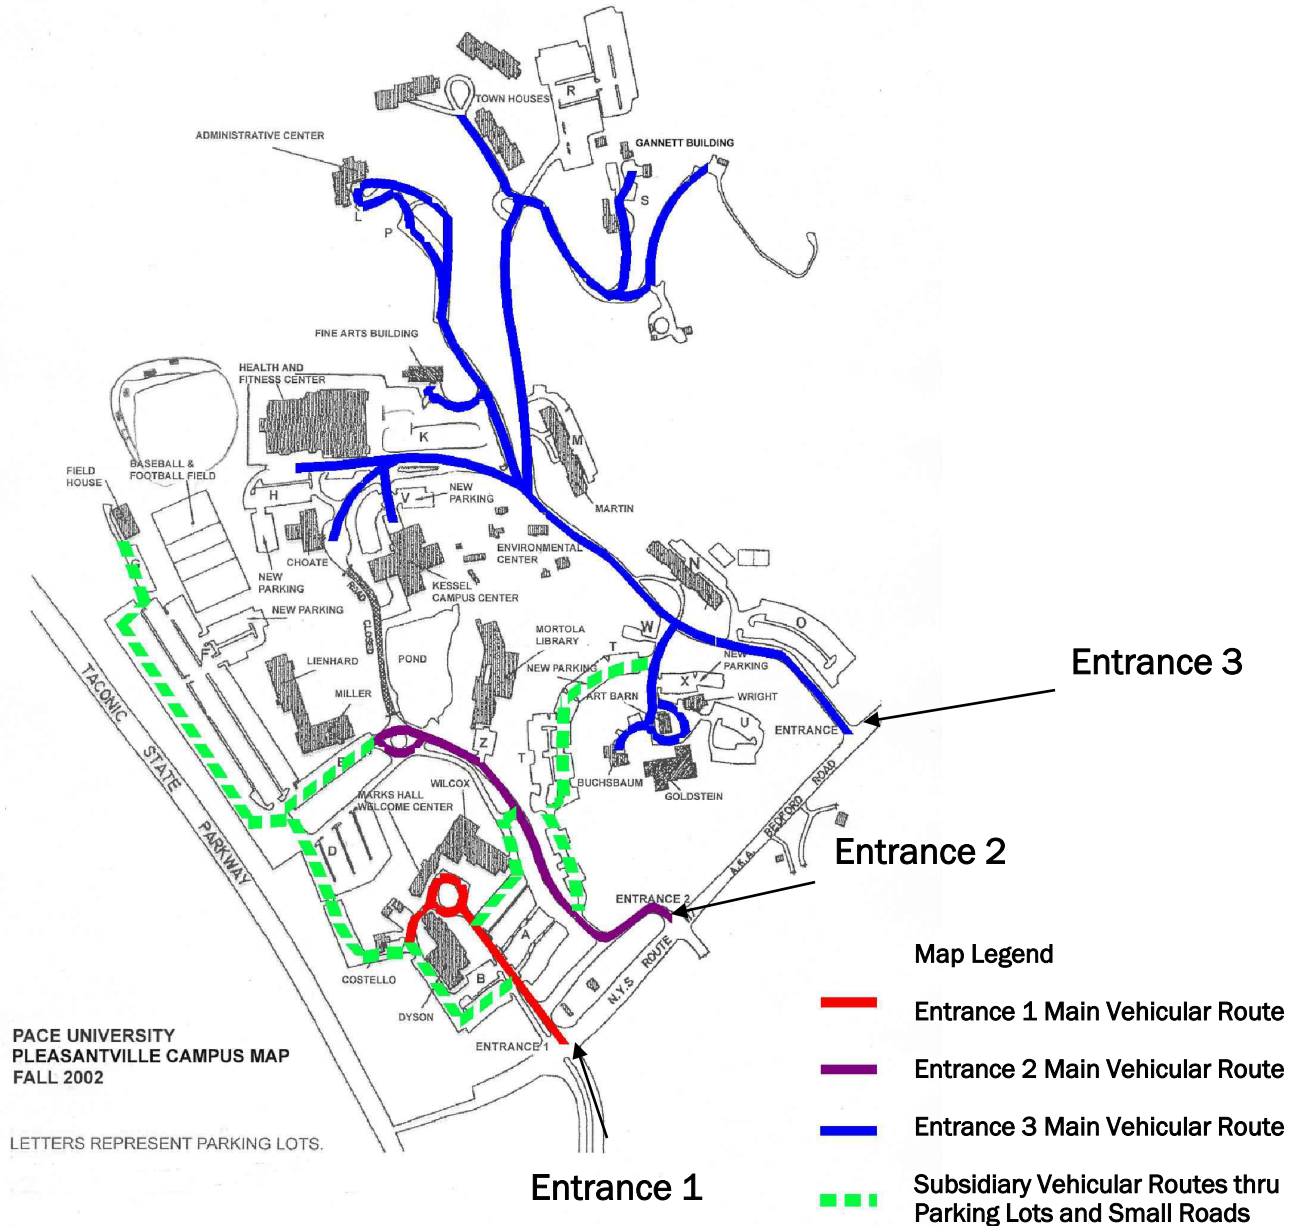 TOWN HOUSES
R
ADMINISTRATIVE CENTER
GANNETT BUILDING
S
L
P
FINE ARTS BUILDING
HEALTH AND
FITNESS CENTER
K
M
FIELD
HOUSE
BASEBALL &
FOOTBALL FIELD
H
V
NEW
PARKING
MARTIN
CHOATE
ENVIRONMENTAL
CENTER
N
G
NEW
PARKING
ROAD
CLOSED
KESSEL
CAMPUS CENTER
NEW PARKING
W
O
MORTOLA
LIBRARY
T
LIENHARD
POND
NEW PARKING
NEW
PARKING
X
Entrance 3
TACONIC
STATE
PARKWAY
MILLER
ART BARN
WRIGHT
U
ENTRANCE
Z
T
E
BUCHSBAUM
GOLDSTEIN
WILCOX
MARKS HALL
WELCOME CENTER
A.K.A. BEDFORD ROAD
D
Entrance 2
ENTRANCE 2
A
N.Y.S ROUTE
COSTELLO
B
DYSON
ENTRANCE 1
Map Legend
Entrance 1 Main Vehicular Route
Entrance 2 Main Vehicular Route
Entrance 3 Main Vehicular Route
Subsidiary Vehicular Routes thru
Parking Lots and Small Roads
PACE UNIVERSITY
PLEASANTVILLE CAMPUS MAP
FALL 2002
LETTERS REPRESENT PARKING LOTS.
Entrance 1